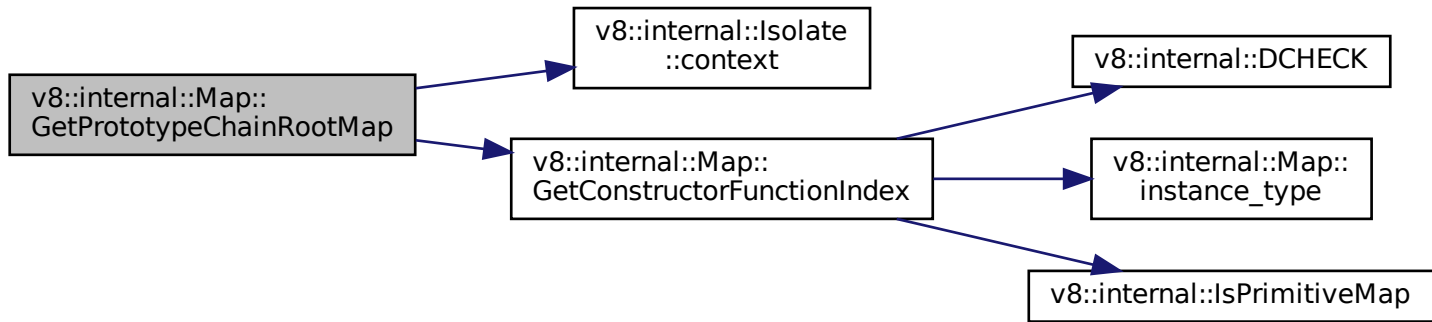 v8::internal::Map::
GetPrototypeChainRootMap
v8::internal::Isolate
::context
v8::internal::Map::
GetConstructorFunctionIndex
v8::internal::DCHECK
v8::internal::Map::
instance_type
v8::internal::IsPrimitiveMap